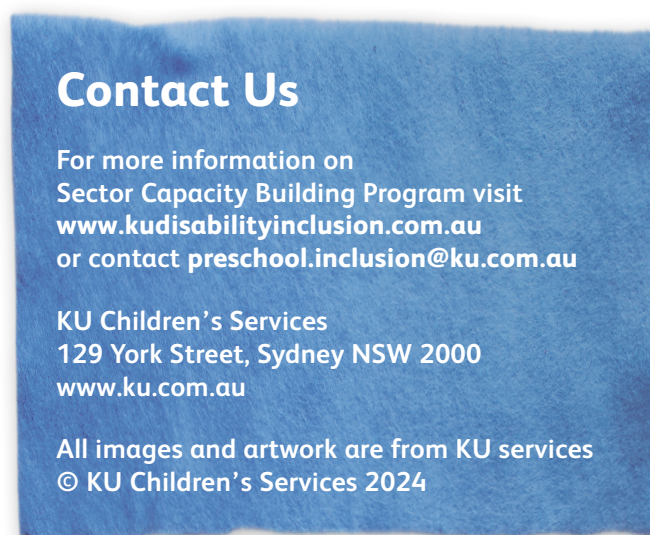 Contact Us
For more information on
Sector Capacity Building Program visit
www.kudisabilityinclusion.com.au
or contact preschool.inclusion@ku.com.au
KU Children’s Services
129 York Street, Sydney NSW 2000
www.ku.com.au
All images and artwork are from KU services
© KU Children’s Services 2024